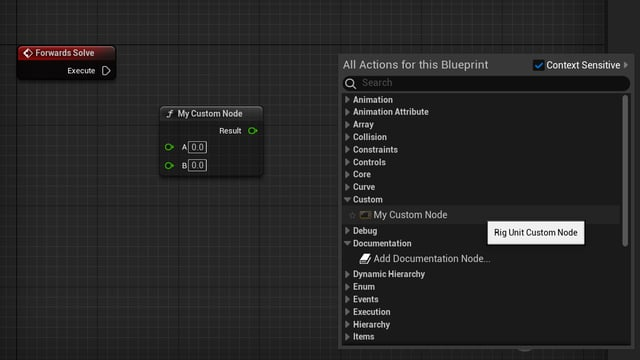 Forwards Solve
Execute
My Custom Node
Result
A 0.0
B 0.0
All Actions for this Blueprint
Context Sensitive
Search
Animation
Animation Attribute
Array
Collision
Constraints
Controls
Core
Curve
Custom
My Custom Node
Debug
Rig Unit Custom Node
Documentation
Add Documentation Node...
Dynamic Hierarchy
Enum
Events
Execution
Hierarchy
Items